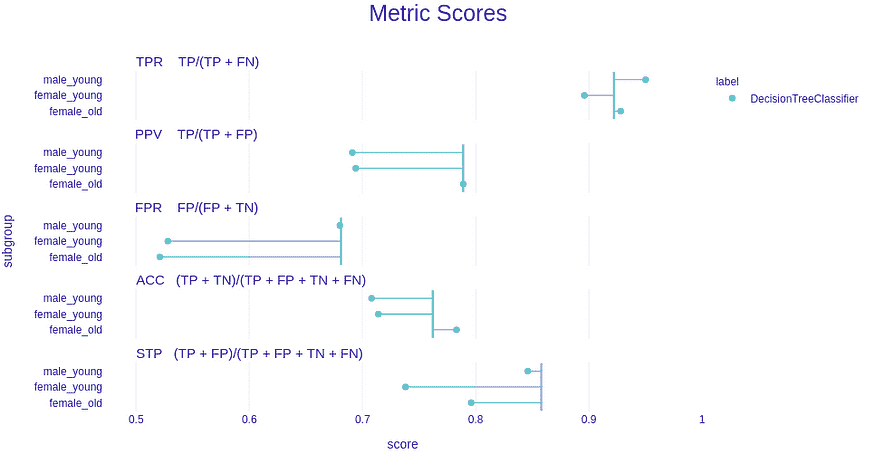 Metric Scores
TPR TP/(TP + FN)
male_young
female_young
female_old
PPV TP/(TP + FP)
male_young
female_young
female_old
FPR FP/(FP + TN)
male_young
female_young
female_old
ACC (TP + TN)/(TP + FP + TN + FN)
male_young
female_young
female_old
STP (TP + FP)/(TP + FP + TN + FN)
male_young
female_young
female_old
0.5 0.6 0.7 0.8 0.9 1
score
subgroup
label
DecisionTreeClassifier